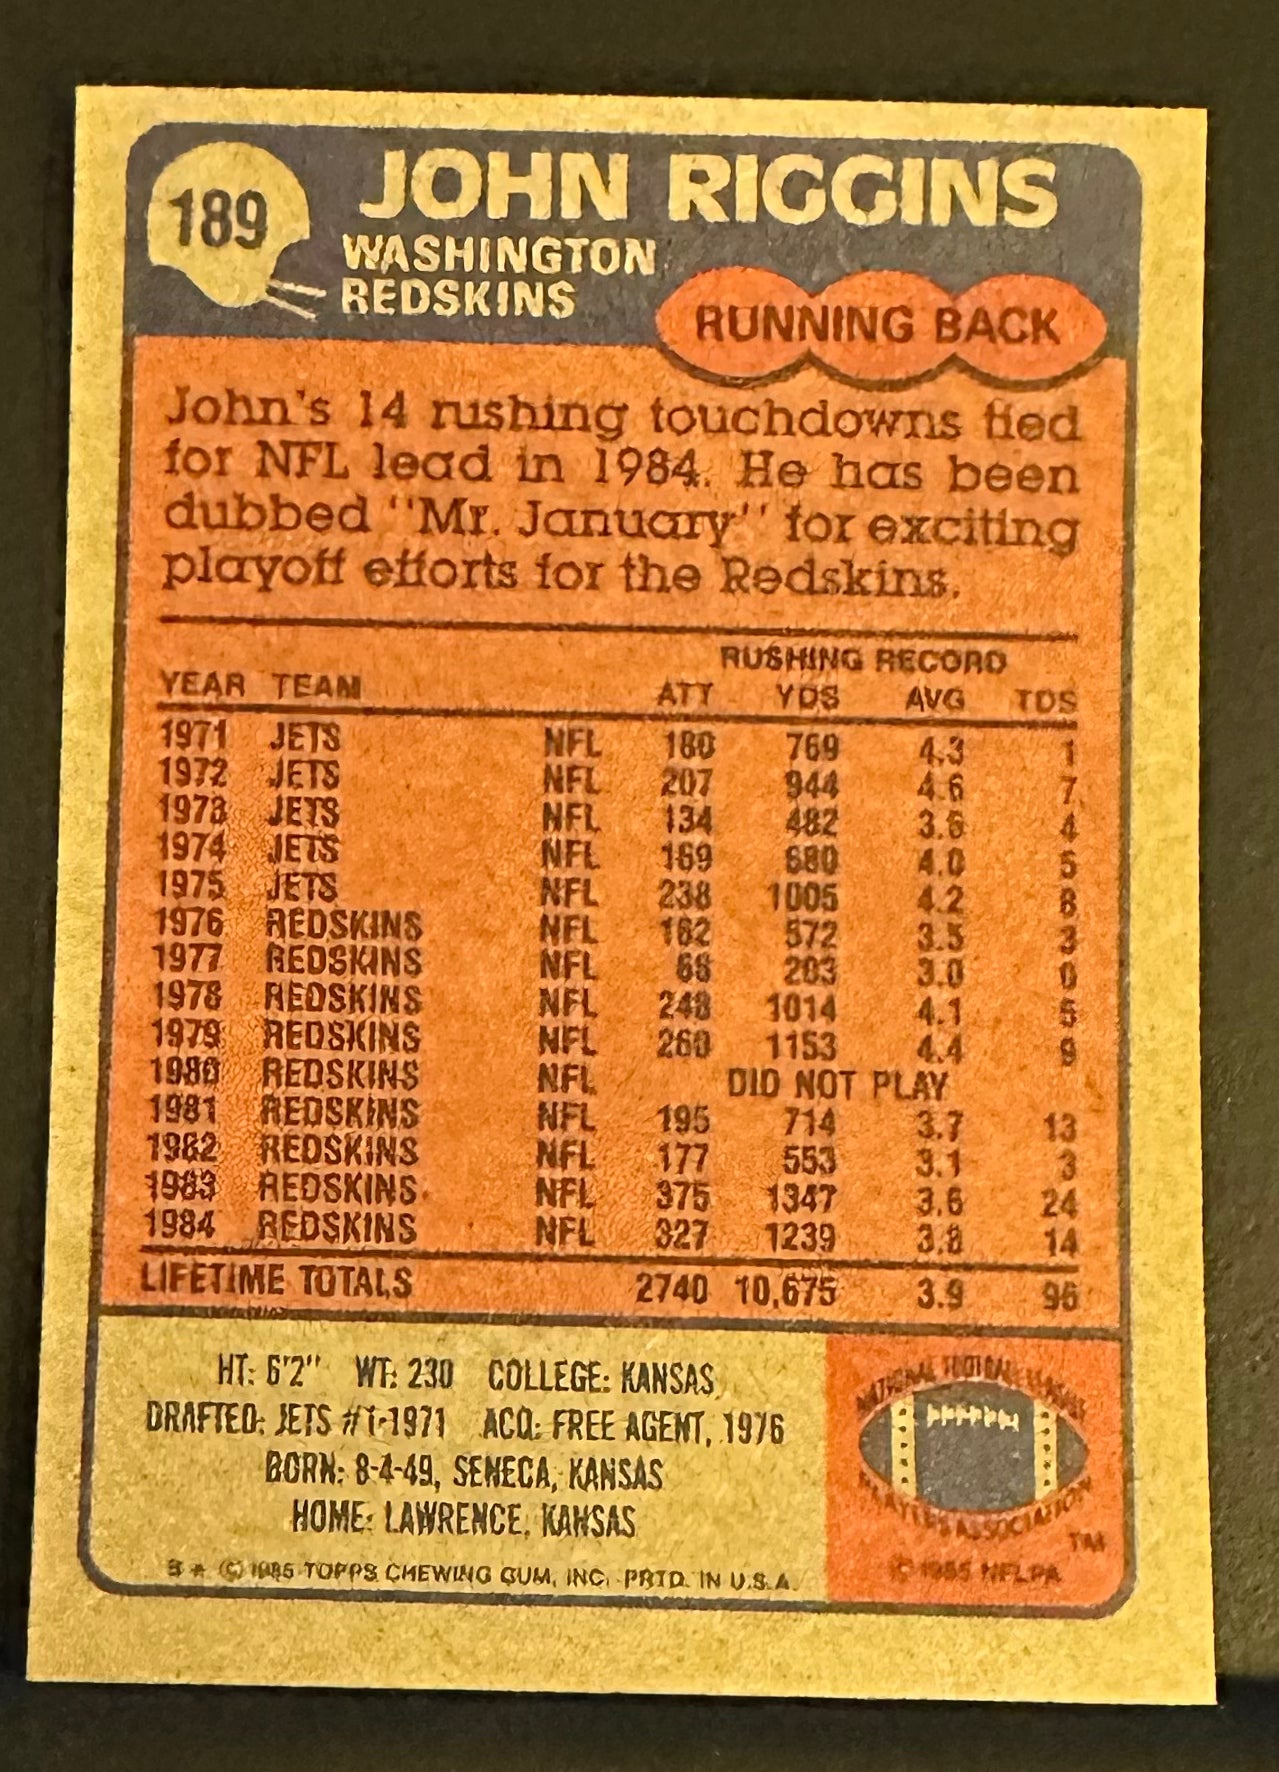 189
JOHN RIGGINS
WASHINGTON
REDSKINS
RUNNING BACK
John's 14 rushing touchdowns tied
for NFL lead in 1984. He has been
dubbed "Mr. January" for exciting
playoff efforts for the Redskins.
RUSHING RECORD
YEAR TEAM ATT YDS AVG TDS
1971 JETS NFL 180 769 4.3 1
1972 JETS NFL 207 944 4.6 7
1973 JETS NFL 134 482 3.6 4
1974 JETS NFL 169 680 4.0 5
1975 JETS NFL 238 1005 4.2 8
1976 REDSKINS NFL 162 572 3.5 3
1977 REDSKINS NFL 68 203 3.0 0
1978 REDSKINS NFL 248 1014 4.1 5
1979 REDSKINS NFL 260 1153 4.4 9
1980 REDSKINS NFL DID NOT PLAY
1981 REDSKINS NFL 195 714 3.7 13
1982 REDSKINS NFL 177 553 3.1 3
1983 REDSKINS NFL 375 1347 3.6 24
1984 REDSKINS NFL 327 1239 3.8 14
LIFETIME TOTALS 2740 10,675 3.9 96
HT: 6'2" WT: 230 COLLEGE: KANSAS
DRAFTED: JETS #1-1971 ACQ: FREE AGENT, 1976
BORN: 8-4-49, SENECA, KANSAS
HOME: LAWRENCE, KANSAS
B * © 1985 TOPPS CHEWING GUM, INC. PRTD. IN U.S.A.
NATIONAL FOOTBALL LEAGUE
PLAYERS ASSOCIATION
TM
© 1985 NFLPA